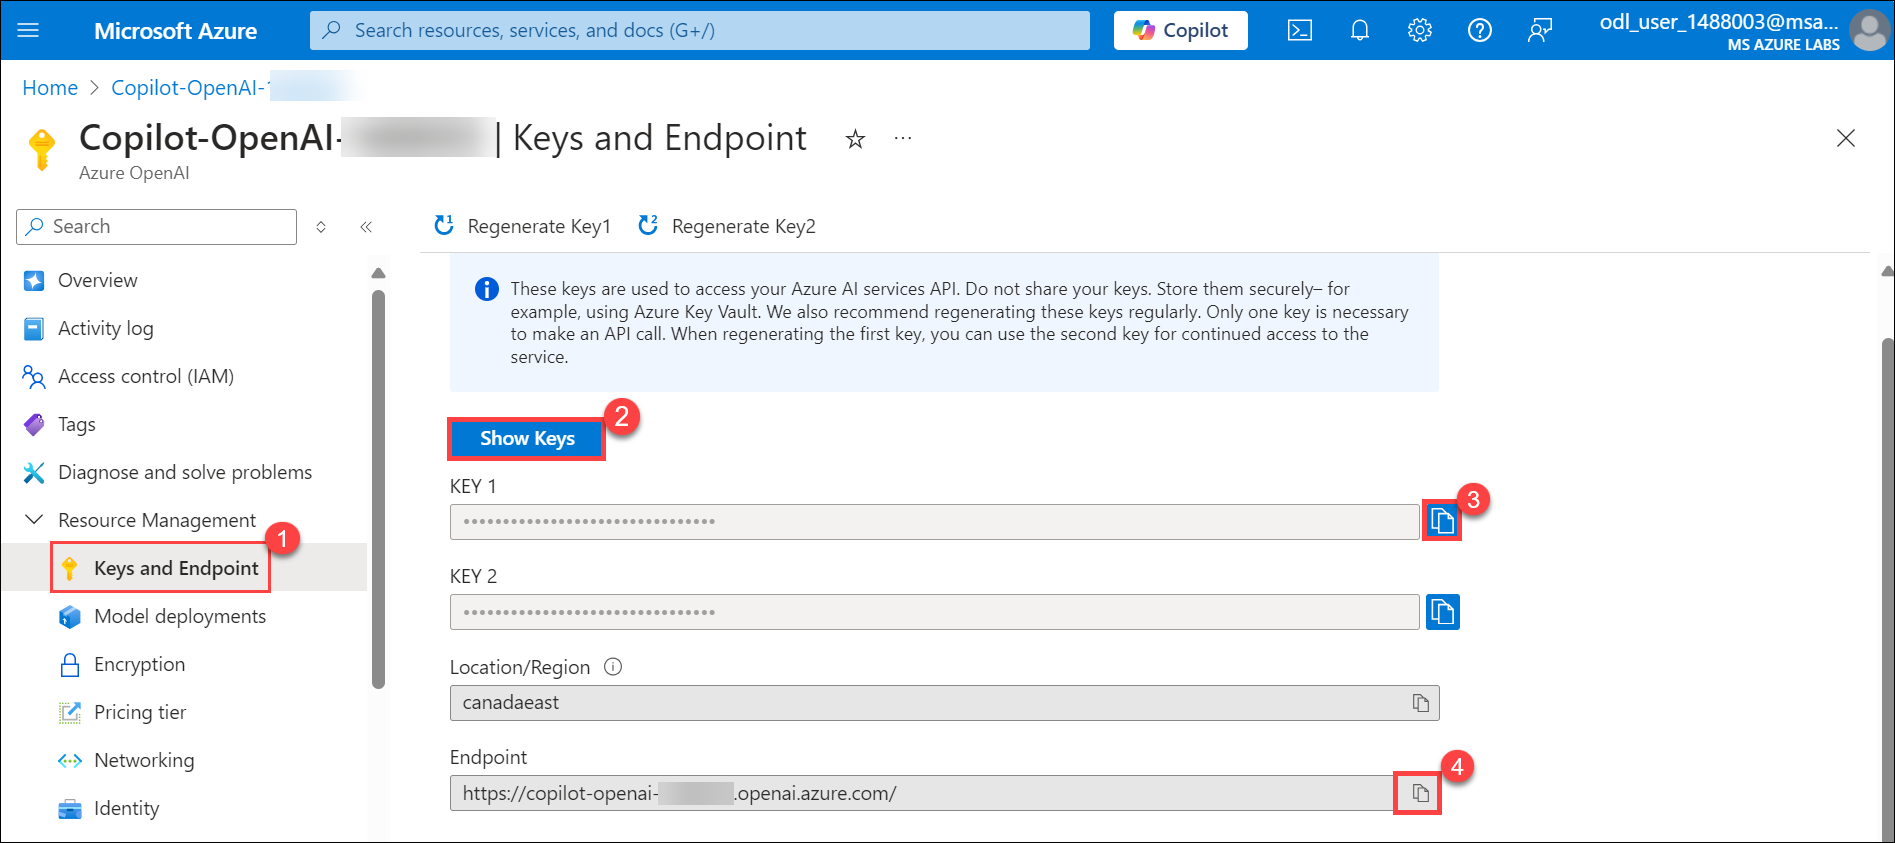 Microsoft Azure
Search resources, services, and docs (G+/)
Copilot
odl_user_1488003@msa...
MS AZURE LABS
Home > Copilot-OpenAI-
Copilot-OpenAI- | Keys and Endpoint
Azure OpenAI
Search
Overview
Activity log
Access control (IAM)
Tags
Diagnose and solve problems
Resource Management
1
Keys and Endpoint
Model deployments
Encryption
Pricing tier
Networking
Identity
1 Regenerate Key1 2 Regenerate Key2
These keys are used to access your Azure AI services API. Do not share your keys. Store them securely– for
example, using Azure Key Vault. We also recommend regenerating these keys regularly. Only one key is necessary
to make an API call. When regenerating the first key, you can use the second key for continued access to the
service.
2
Show Keys
KEY 1
3
KEY 2
Location/Region
canadaeast
Endpoint
4
https://copilot-openai- .openai.azure.com/